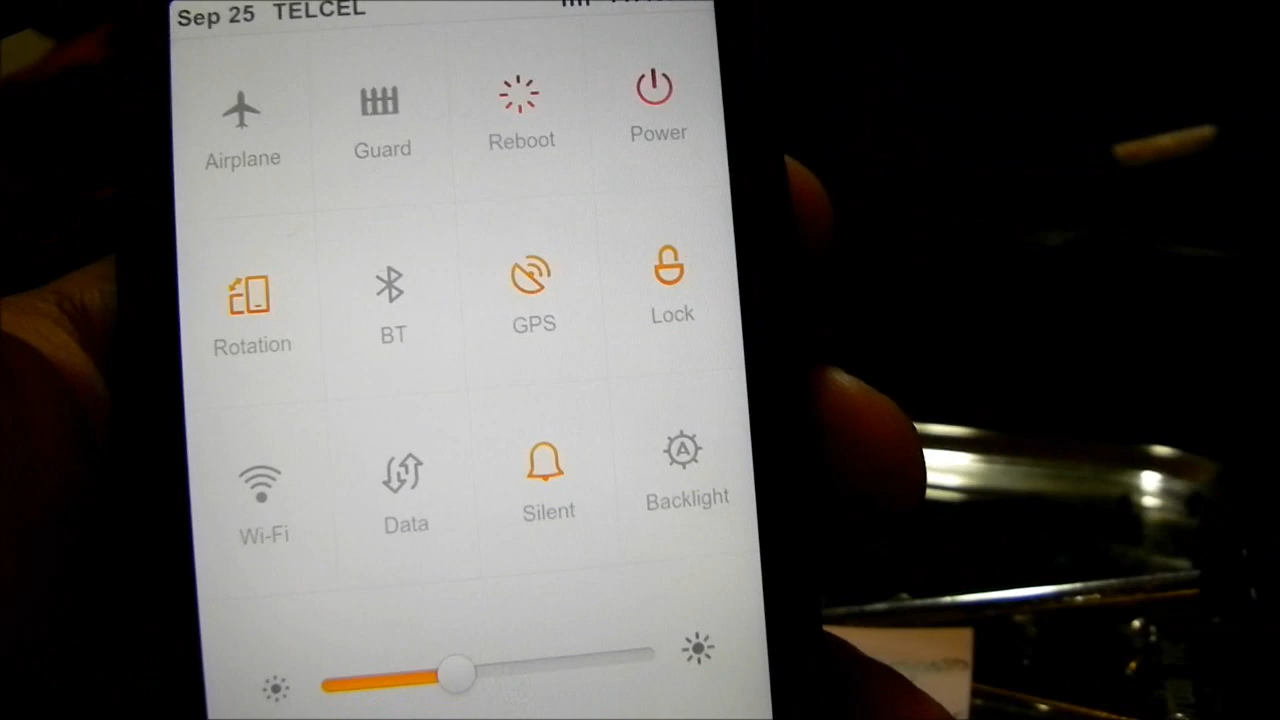 Sep 25 TELCEL
Airplane Guard Reboot Power
Rotation BT GPS Lock
Wi-Fi Data Silent Backlight